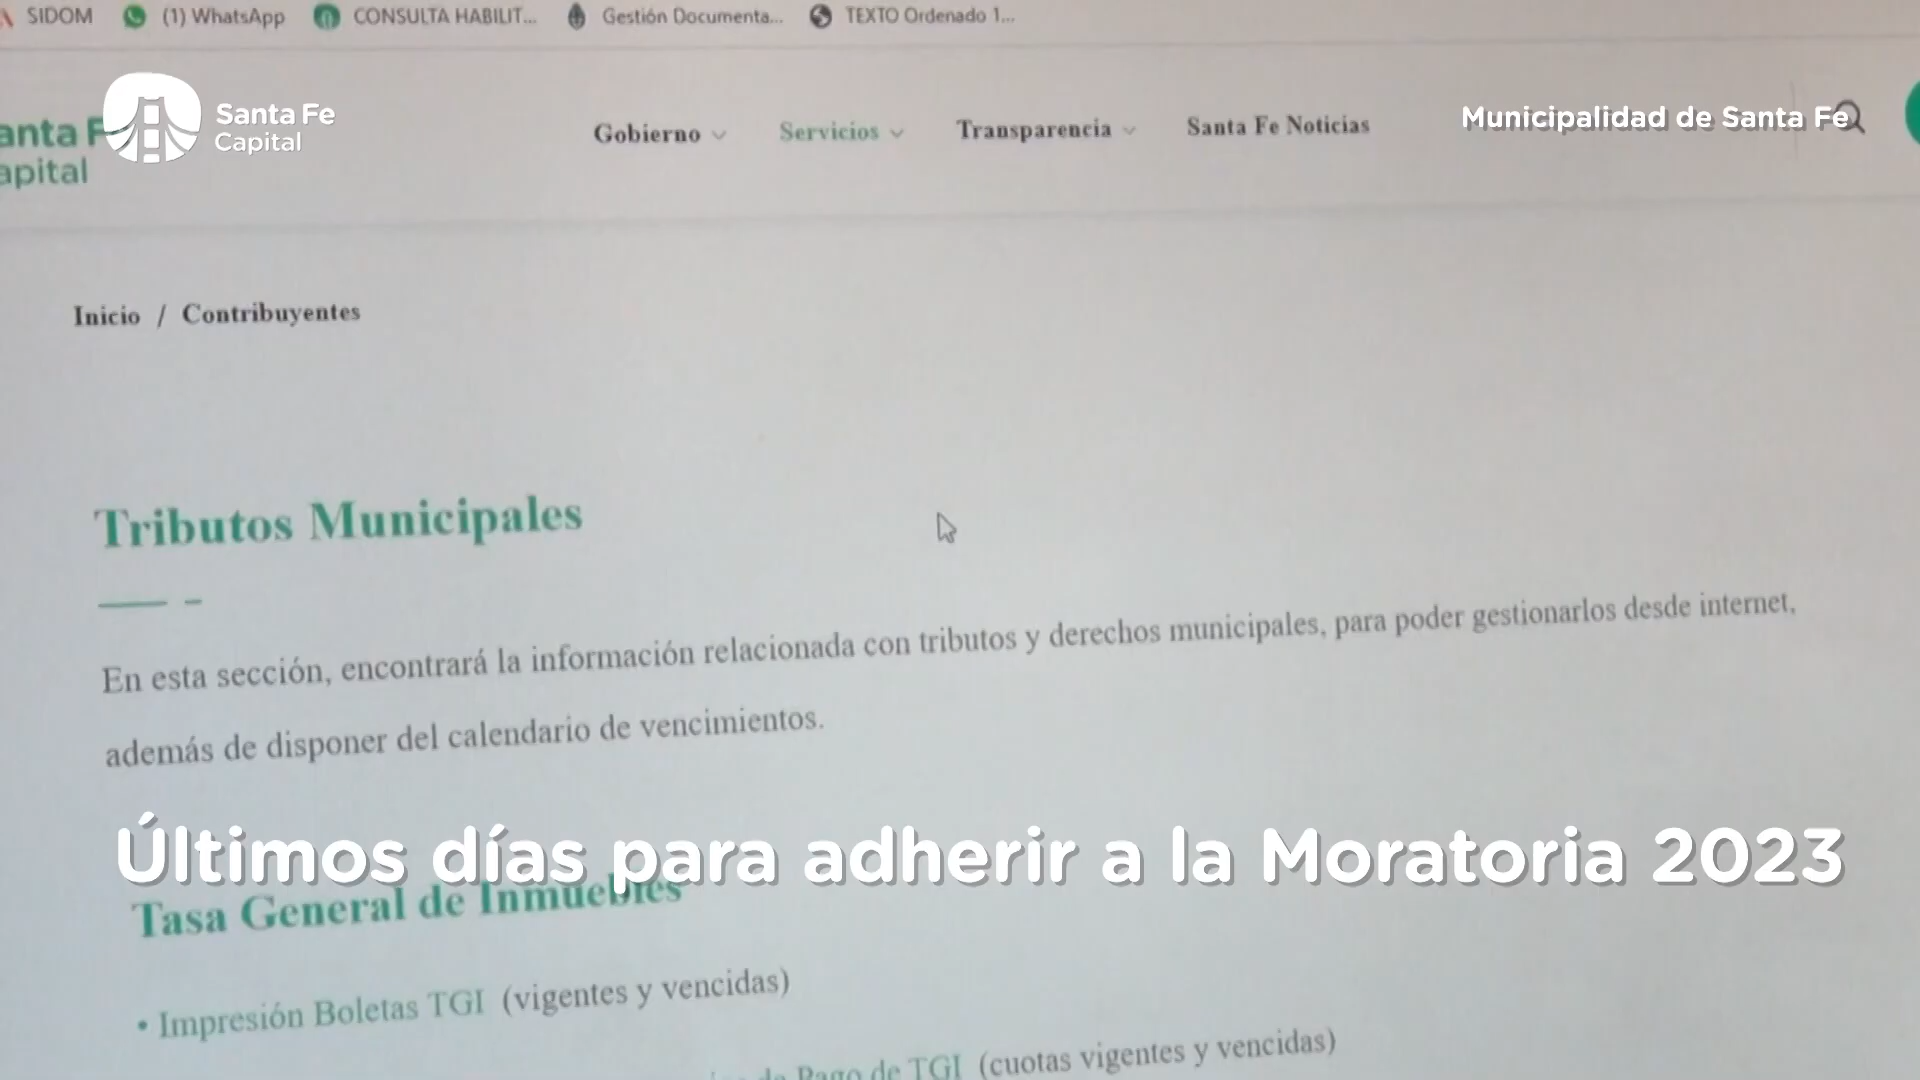 SIDOM (1) WhatsApp CONSULTA HABILIT... Gestión Documenta... TEXTO Ordenado 1...
Santa Fe
Capital
anta F
apital
Gobierno Servicios Transparencia Santa Fe Noticias
Municipalidad de Santa Fe
Inicio / Contribuyentes
Tributos Municipales
En esta sección, encontrará la información relacionada con tributos y derechos municipales, para poder gestionarlos desde internet,
además de disponer del calendario de vencimientos.
Últimos días para adherir a la Moratoria 2023
Tasa General de Inmuebles
• Impresión Boletas TGI (vigentes y vencidas)
de Pago de TGI (cuotas vigentes y vencidas)